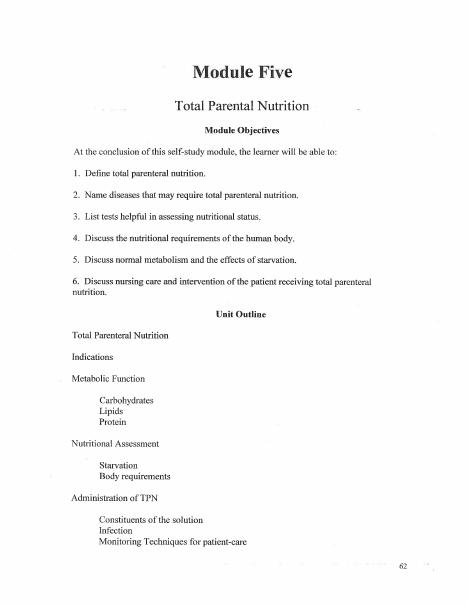 Module Five
Total Parental Nutrition
Module Objectives
At the conclusion of this self-study module, the learner will be able to:
1. Define total parenteral nutrition.
2. Name diseases that may require total parenteral nutrition.
3. List tests helpful in assessing nutritional status.
4. Discuss the nutritional requirements of the human body.
5. Discuss normal metabolism and the effects of starvation.
6. Discuss nursing care and intervention of the patient receiving total parenteral
nutrition.
Unit Outline
Total Parenteral Nutrition
Indications
Metabolic Function
Carbohydrates
Lipids
Protein
Nutritional Assessment
Starvation
Body requirements
Administration of TPN
Constituents of the solution
Infection
Monitoring Techniques for patient-care
62